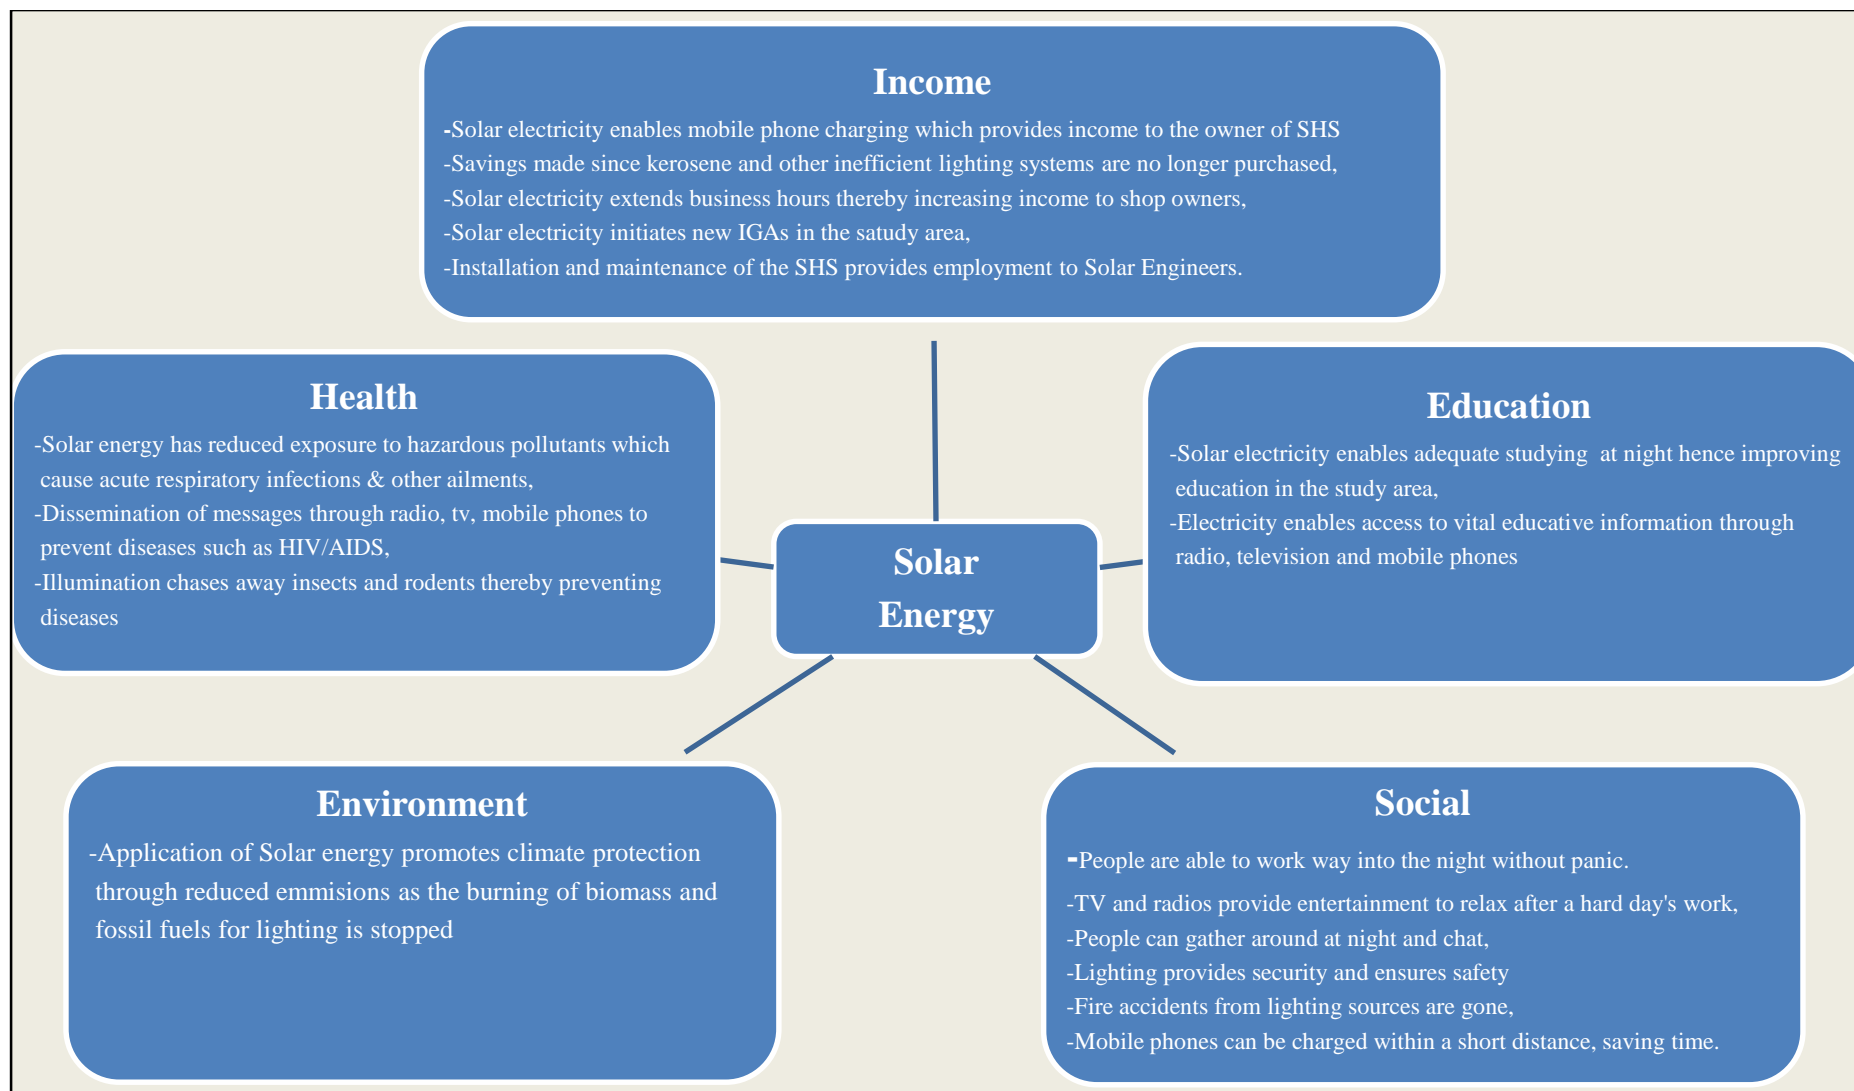 Income
-Solar electricity enables mobile phone charging which provides income to the owner of SHS
-Savings made since kerosene and other inefficient lighting systems are no longer purchased,
-Solar electricity extends business hours thereby increasing income to shop owners,
-Solar electricity initiates new IGAs in the satudy area,
-Installation and maintenance of the SHS provides employment to Solar Engineers.
Health
-Solar energy has reduced exposure to hazardous pollutants which
cause acute respiratory infections & other ailments,
-Dissemination of messages through radio, tv, mobile phones to
prevent diseases such as HIV/AIDS,
-Illumination chases away insects and rodents thereby preventing
diseases
Solar
Energy
Education
-Solar electricity enables adequate studying at night hence improving
education in the study area,
-Electricity enables access to vital educative information through
radio, television and mobile phones
Environment
-Application of Solar energy promotes climate protection
through reduced emmisions as the burning of biomass and
fossil fuels for lighting is stopped
Social
-People are able to work way into the night without panic.
-TV and radios provide entertainment to relax after a hard day's work,
-People can gather around at night and chat,
-Lighting provides security and ensures safety
-Fire accidents from lighting sources are gone,
-Mobile phones can be charged within a short distance, saving time.